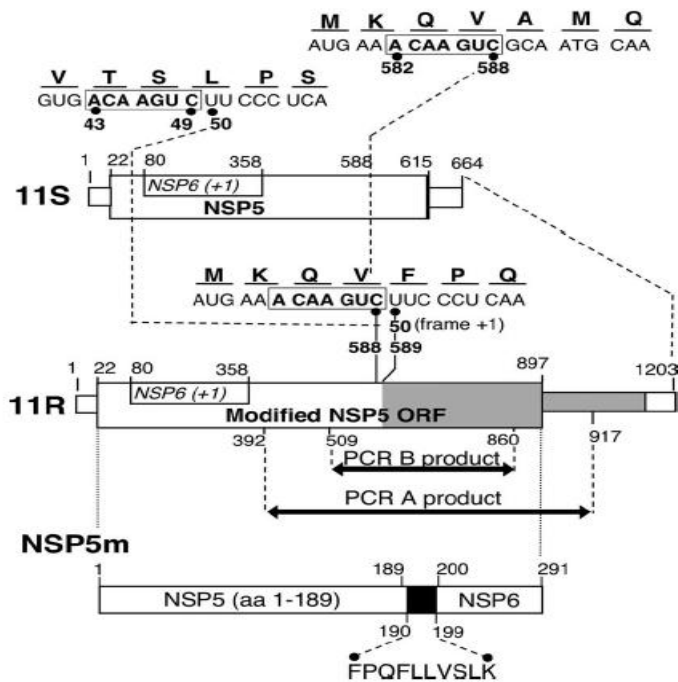 M K Q V A M Q
AUG AA A CAA GUC GCA ATG CAA
582 588
V T S L P S
GUG ACA AGUC UU CCC UCA
43 49 50
1 22 80 358 588 615 664
NSP6 (+1)
11S
NSP5
M K Q V F P Q
AUG AA A CAA GUC UUC CCU CAA
50 (frame +1)
588 589
1 22 80 358 897 1203
NSP6 (+1)
11R
Modified NSP5 ORF
392 509 860 917
PCR B product
PCR A product
NSP5m
1 189 200 291
NSP5 (aa 1-189) NSP6
190 199
FPQFLLVSLK